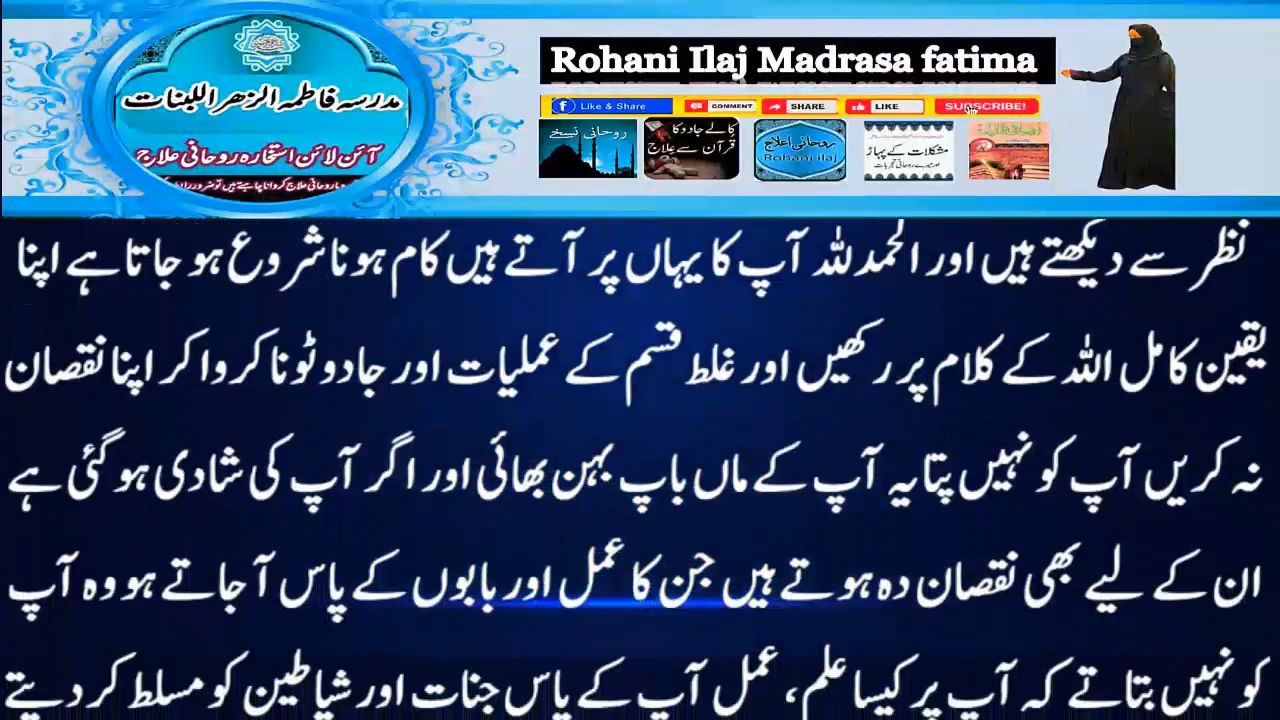 Rohani Ilaj Madrasa fatima
مدرسہ فاطمہ الزھرا للبنات
آئن لائن استخارہ روحانی علاج
Like & Share
COMMENT
SHARE
LIKE
SUBSCRIBE!
روحانی نسخ
کالے جادو کا
قرآن سے علاج
روحانی علاج
Rohani ilaj
مشکلات کے پہاڑ
نظر سے دیکھتے ہیں اور الحمدللہ آپ کا یہاں پر آتے ہیں کام ہونا شروع ہو جاتا ہے اپنا
یقین کامل اللہ کے کلام پر رکھیں اور غلط قسم کے عملیات اور جادو ٹونا کروا کر اپنا نقصان
نہ کریں آپ کو نہیں پتا یہ آپ کے ماں باپ بہن بھائی اور اگر آپ کی شادی ہو گئی ہے
ان کے لیے بھی نقصان دہ ہوتے ہیں جن کا عمل اور بابوں کے پاس آ جاتے ہو وہ آپ
کو نہیں بتاتے کہ آپ پر کیسا علم، عمل آپ کے پاس جنات اور شیاطین کو مسلط کر دیتے